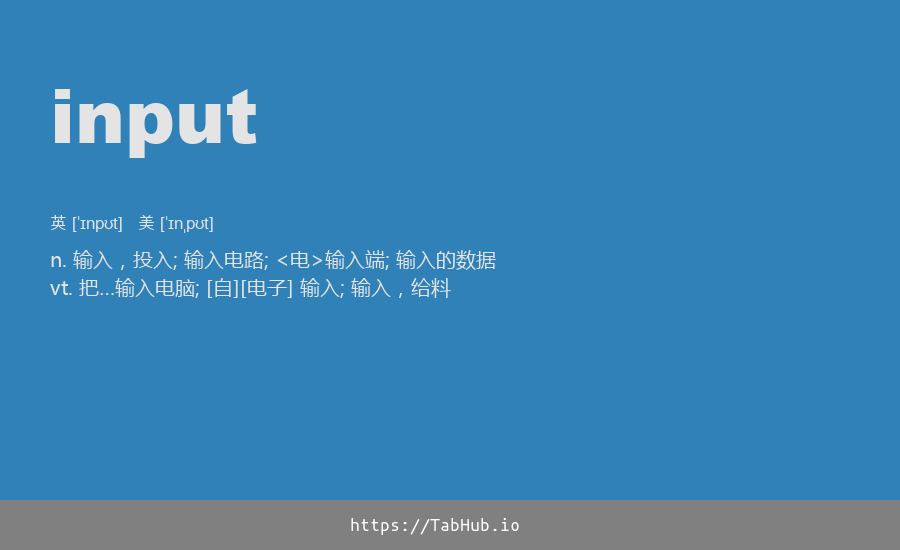 input
英 [ˈɪnpʊt] 美 [ˈɪnˌpʊt]
n. 输入，投入; 输入电路; <电>输入端; 输入的数据
vt. 把…输入电脑; [自][电子] 输入; 输入，给料
https://TabHub.io